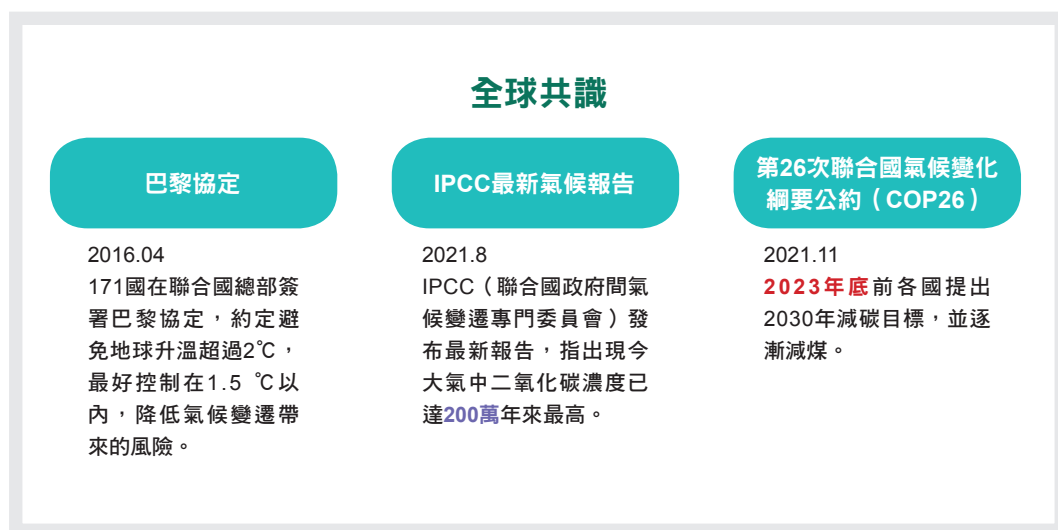 全球共識
巴黎協定
2016.04
171國在聯合國總部簽
署巴黎協定，約定避
免地球升溫超過2℃，
最好控制在1.5 ℃以
內，降低氣候變遷帶
來的風險。
IPCC最新氣候報告
2021.8
IPCC（聯合國政府間氣
候變遷專門委員會）發
布最新報告，指出現今
大氣中二氧化碳濃度已
達200萬年來最高。
第26次聯合國氣候變化
綱要公約（COP26）
2021.11
2023年底前各國提出
2030年減碳目標，並逐
漸減煤。